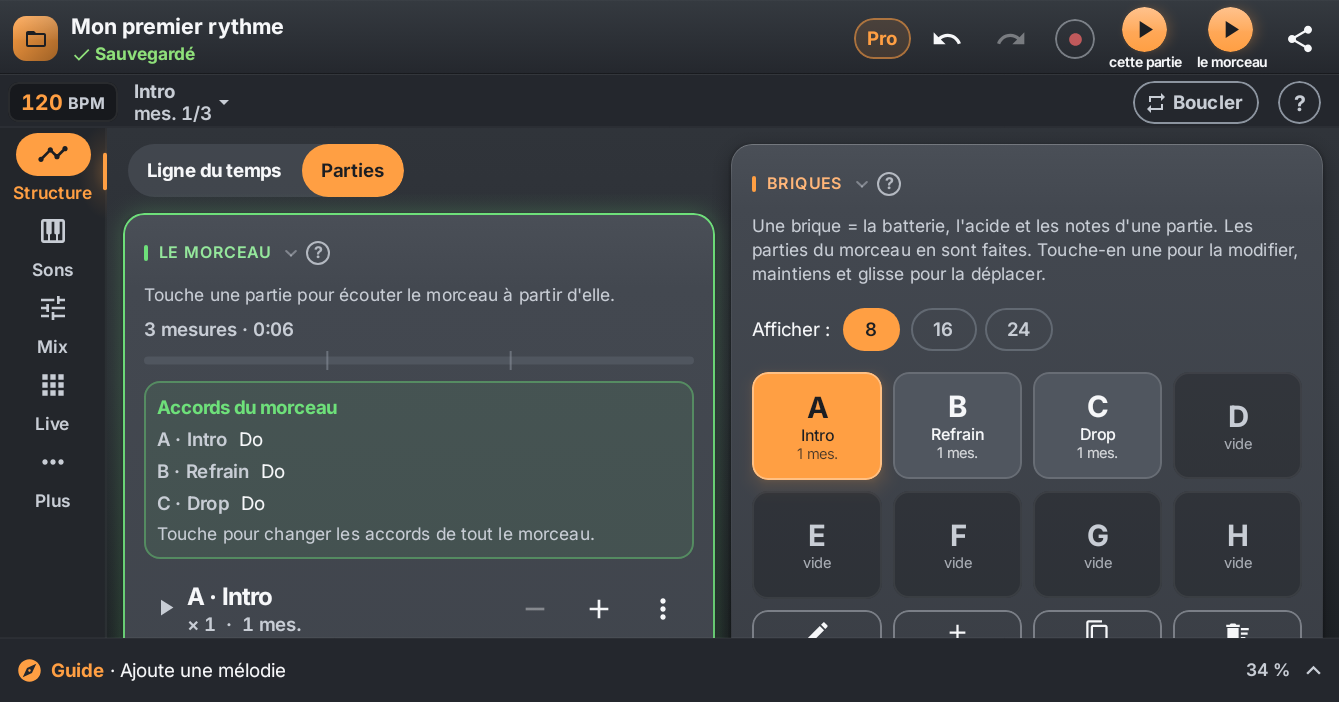 Mon premier rythme
Sauvegardé
Pro
cette partie
le morceau
120 BPM
Intro
mes. 1/3
Boucler
?
Structure
Sons
Mix
Live
Plus
Ligne du temps
Parties
LE MORCEAU
?
Touche une partie pour écouter le morceau à partir d'elle.
3 mesures · 0:06
Accords du morceau
A · Intro Do
B · Refrain Do
C · Drop Do
Touche pour changer les accords de tout le morceau.
A · Intro
× 1 · 1 mes.
BRIQUES
?
Une brique = la batterie, l'acide et les notes d'une partie. Les
parties du morceau en sont faites. Touche-en une pour la modifier,
maintiens et glisse pour la déplacer.
Afficher : 8 16 24
A
Intro
1 mes.
B
Refrain
1 mes.
C
Drop
1 mes.
D
vide
E
vide
F
vide
G
vide
H
vide
Guide · Ajoute une mélodie
34 %